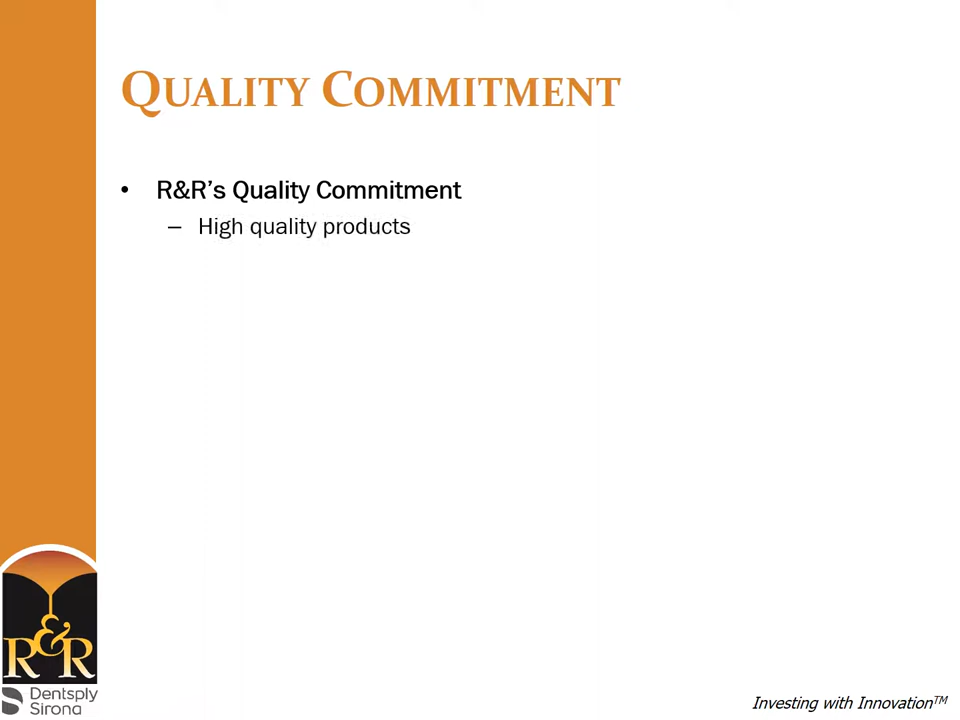 QUALITY COMMITMENT
• R&R’s Quality Commitment
– High quality products
R&R
Dentsply
Sirona
Investing with Innovation™